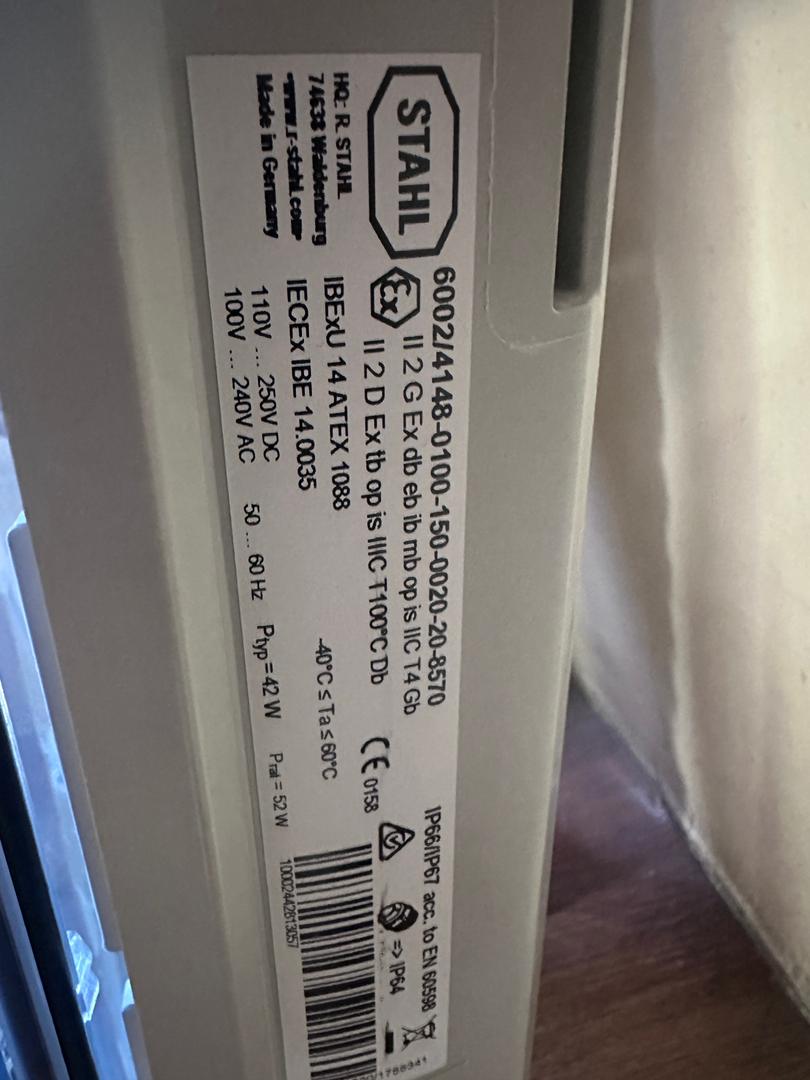 STAHL
HQ: R. STAHL
74638 Waldenburg
www.r-stahl.com
Made in Germany
6002/4148-0100-150-0020-20-8570
Ex
II 2 G Ex db eb ib mb op is IIC T4 Gb
II 2 D Ex tb op is IIIC T100°C Db
IBExU 14 ATEX 1088
IECEx IBE 14.0035
-40°C ≤ Ta ≤ 60°C
110V ... 250V DC
100V ... 240V AC
50 ... 60 Hz
Ptyp = 42 W
Prat = 52 W
CE 0158
IP66/IP67 acc. to EN 60598
=> IP64
10002442813057